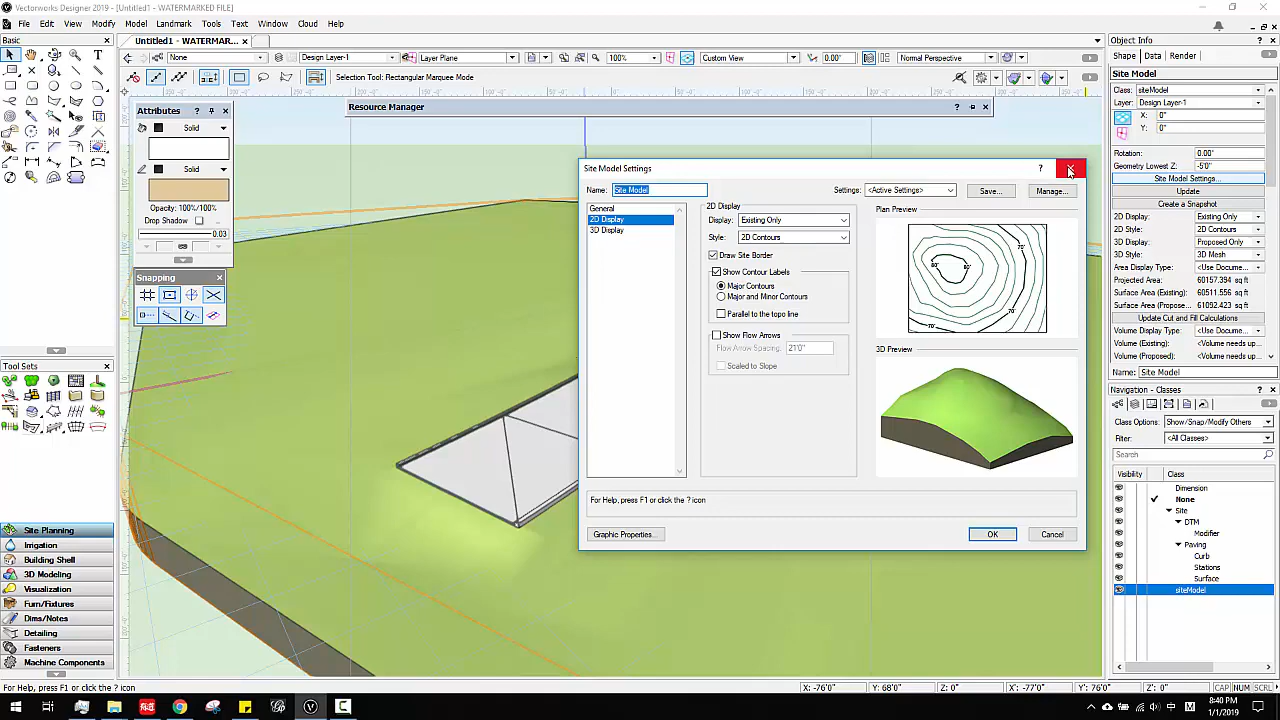 Vectorworks Designer 2019 - [Untitled1 - WATERMARKED FILE]
File Edit View Modify Model Landmark Tools Text Window Cloud Help
Basic
Untitled1 - WATERMAR...
None
Design Layer-1
Layer Plane
100%
Custom View
0.00°
Normal Perspective
Selection Tool: Rectangular Marquee Mode
Attributes
Solid
Solid
Opacity: 100%/100%
Drop Shadow
0.03
Snapping
Tool Sets
Site Planning
Irrigation
Building Shell
3D Modeling
Visualization
Furn/Fixtures
Dims/Notes
Detailing
Fasteners
Machine Components
Resource Manager
Site Model Settings
Name: Site Model
Settings: <Active Settings>
Save...
Manage...
General
2D Display
3D Display
2D Display
Display: Existing Only
Style: 2D Contours
Draw Site Border
Show Contour Labels
Major Contours
Major and Minor Contours
Parallel to the topo line
Show Flow Arrows
Flow Arrow Spacing: 21'0"
Scaled to Slope
Plan Preview
3D Preview
For Help, press F1 or click the ? icon
Graphic Properties...
OK
Cancel
Object Info
Shape Data Render
Site Model
Class: siteModel
Layer: Design Layer-1
X: 0"
Y: 0"
Rotation: 0.00°
Geometry Lowest Z: -5'0"
Site Model Settings...
Update
Create a Snapshot
2D Display: Existing Only
2D Style: 2D Contours
3D Display: Proposed Only
3D Style: 3D Mesh
Area Display Type: <Use Docume...
Projected Area: 60157.394 sq ft
Surface Area (Existing): 60511.556 sq ft
Surface Area (Propose... 61092.423 sq ft
Update Cut and Fill Calculations
Volume Display Type: <Use Docume...
Volume (Existing) <Volume needs u...
Volume (Proposed) <Volume needs up...
Name: Site Model
Navigation - Classes
Class Options: Show/Snap/Modify Others
Filter: <All Classes>
Search
Visibility Class
Dimension
None
Site
DTM
Modifier
Paving
Curb
Stations
Surface
siteModel
For Help, press F1 or click the ? icon
X: -76'0" Y: 68'0" Z: 0" X': -77'0" Y': 76'0" Z': 0" CAP NUM SCRL
中 M
8:40 PM
1/1/2019